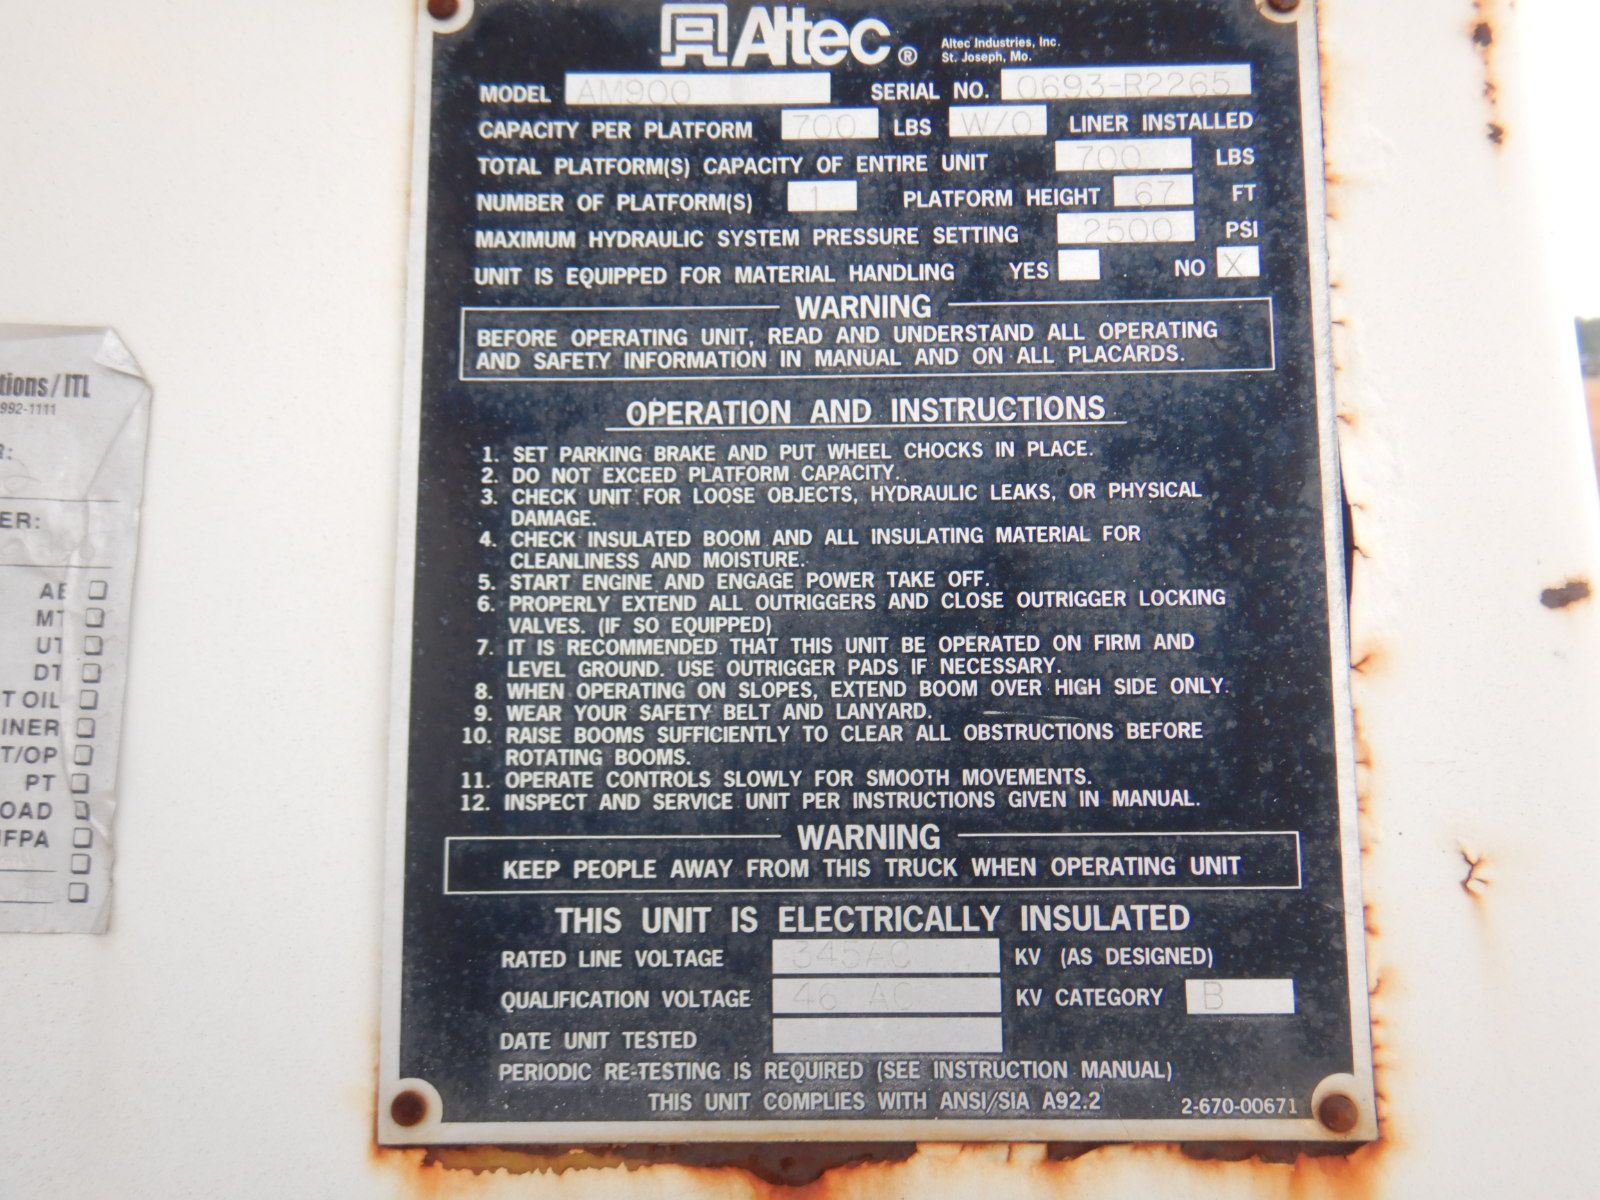 Altec ® Altec Industries, Inc.
St. Joseph, Mo.
MODEL AM900 SERIAL NO. 0693-R2265
CAPACITY PER PLATFORM 700 LBS W/O LINER INSTALLED
TOTAL PLATFORM(S) CAPACITY OF ENTIRE UNIT 700 LBS
NUMBER OF PLATFORM(S) 1 PLATFORM HEIGHT 67 FT
MAXIMUM HYDRAULIC SYSTEM PRESSURE SETTING 2500 PSI
UNIT IS EQUIPPED FOR MATERIAL HANDLING YES NO X
WARNING
BEFORE OPERATING UNIT, READ AND UNDERSTAND ALL OPERATING
AND SAFETY INFORMATION IN MANUAL AND ON ALL PLACARDS.
OPERATION AND INSTRUCTIONS
1. SET PARKING BRAKE AND PUT WHEEL CHOCKS IN PLACE.
2. DO NOT EXCEED PLATFORM CAPACITY.
3. CHECK UNIT FOR LOOSE OBJECTS, HYDRAULIC LEAKS, OR PHYSICAL
DAMAGE.
4. CHECK INSULATED BOOM AND ALL INSULATING MATERIAL FOR
CLEANLINESS AND MOISTURE.
5. START ENGINE AND ENGAGE POWER TAKE OFF.
6. PROPERLY EXTEND ALL OUTRIGGERS AND CLOSE OUTRIGGER LOCKING
VALVES. (IF SO EQUIPPED)
7. IT IS RECOMMENDED THAT THIS UNIT BE OPERATED ON FIRM AND
LEVEL GROUND. USE OUTRIGGER PADS IF NECESSARY.
8. WHEN OPERATING ON SLOPES, EXTEND BOOM OVER HIGH SIDE ONLY.
9. WEAR YOUR SAFETY BELT AND LANYARD.
10. RAISE BOOMS SUFFICIENTLY TO CLEAR ALL OBSTRUCTIONS BEFORE
ROTATING BOOMS.
11. OPERATE CONTROLS SLOWLY FOR SMOOTH MOVEMENTS.
12. INSPECT AND SERVICE UNIT PER INSTRUCTIONS GIVEN IN MANUAL.
WARNING
KEEP PEOPLE AWAY FROM THIS TRUCK WHEN OPERATING UNIT
THIS UNIT IS ELECTRICALLY INSULATED
RATED LINE VOLTAGE 345AC KV (AS DESIGNED)
QUALIFICATION VOLTAGE 46 AC KV CATEGORY B
DATE UNIT TESTED
PERIODIC RE-TESTING IS REQUIRED (SEE INSTRUCTION MANUAL)
THIS UNIT COMPLIES WITH ANSI/SIA A92.2
2-670-00671
tions/ITL
992-1111
R:
ER:
AE
MT
UT
DT
T OIL
INER
T/OP
PT
OAD
FPA